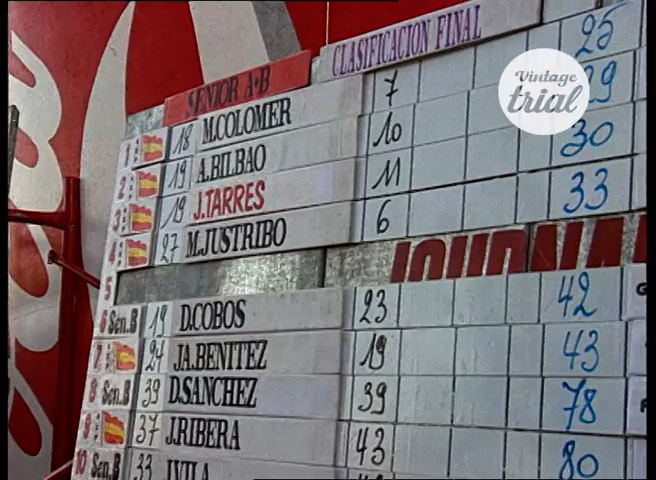 CLASIFICACION FINAL
SENIOR A+B
Vintage
trial
1 18 M.COLOMER 7 25
2 19 A.BILBAO 10 29
3 19 J.TARRES 11 30
4 27 M.JUSTRIBO 6 33
5
6 Sen.B 19 D.COBOS 23 42
7 24 JA.BENITEZ 19 43
8 Sen.B 39 D.SANCHEZ 39 78
9 37 J.RIBERA 43 80
10 Sen.B 33